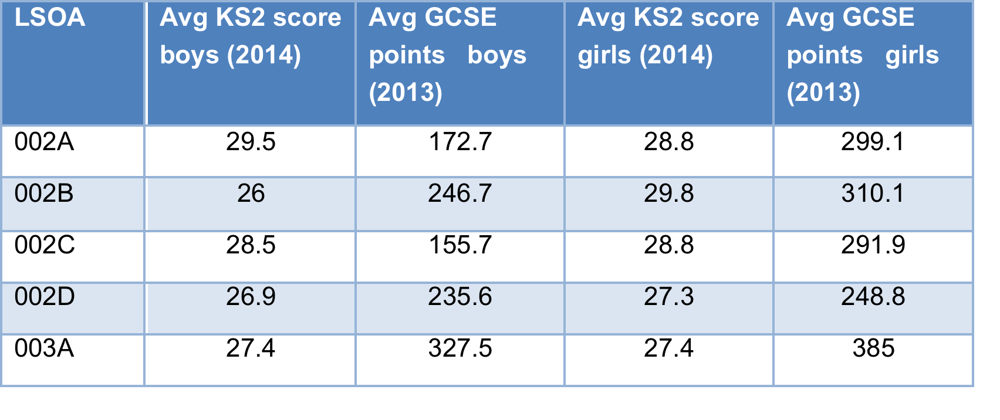 LSOA Avg KS2 score boys (2014) Avg GCSE points boys (2013) Avg KS2 score girls (2014) Avg GCSE points girls (2013)
002A 29.5 172.7 28.8 299.1
002B 26 246.7 29.8 310.1
002C 28.5 155.7 28.8 291.9
002D 26.9 235.6 27.3 248.8
003A 27.4 327.5 27.4 385